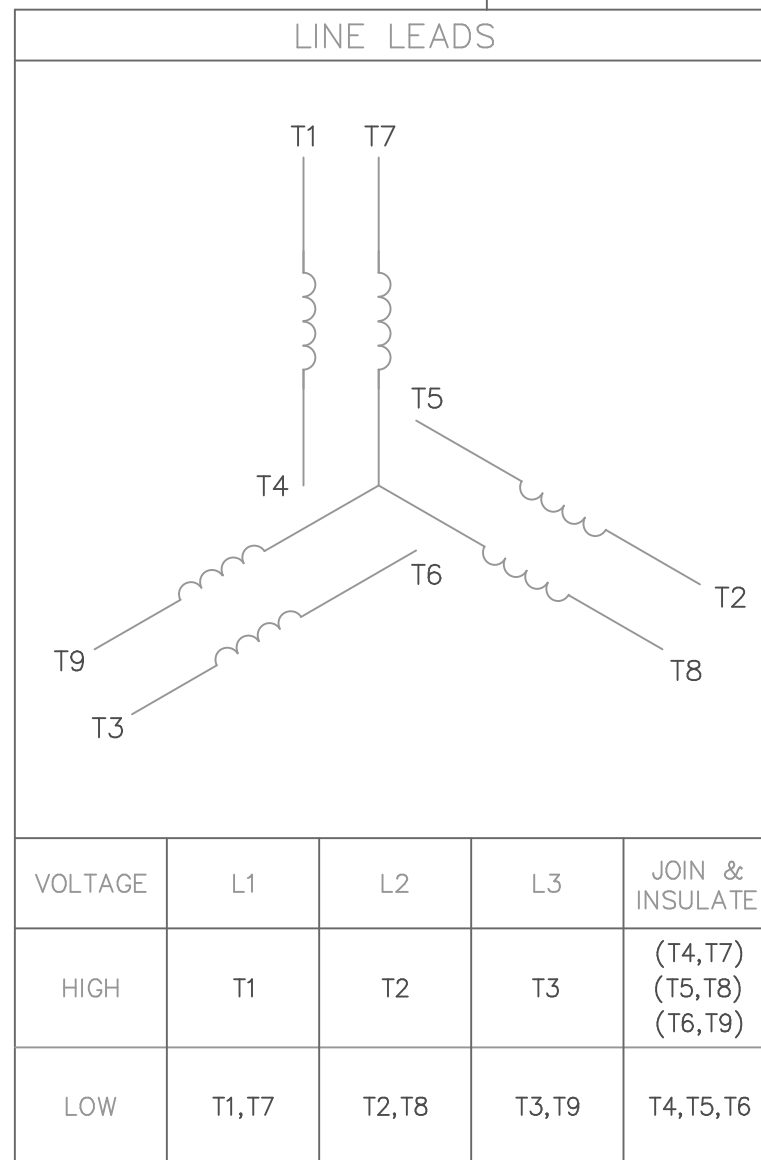 LINE LEADS
T1 T7
T5
T4
T6
T2
T9
T8
T3
VOLTAGE L1 L2 L3 JOIN &
INSULATE
HIGH T1 T2 T3 (T4,T7)
(T5,T8)
(T6,T9)
LOW T1,T7 T2,T8 T3,T9 T4,T5,T6